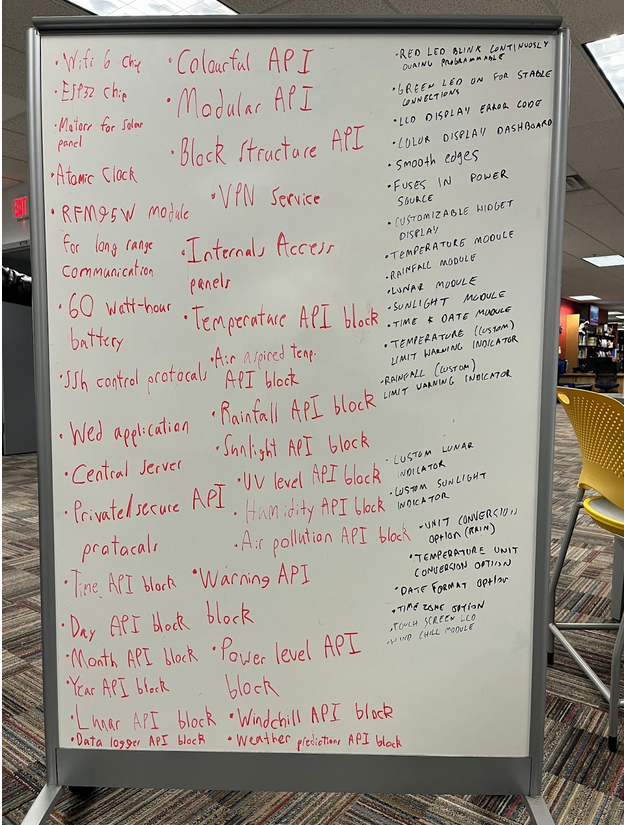 • Wifi 6 chip
• ESP32 chip
• Motorr for solar
panel
• Atomic Clock
• RFM95W module
for long range
communication
• 60 watt-hour
battery
• SSh control protocals
• Wed application
• Central server
• Private/secure API
protocals
• Time API block
• Day API block
• Month API block
• Year API block
• Lunar API block
• Data logger API block
• Colourful API
• Modular API
• Block Structure API
• VPN Service
• Internals Access
panels
• Temperature API block
• Air aspired temp.
API block
• Rainfall API block
• Sunlight API block
• UV level API block
• Humidity API block
• Air pollution API block
• Warning API
block
• Power level API
block
• Windchill API block
• Weather predictions API block
• RED LED BLINK CONTINUOSLY
DURING PROGRAMMABLE
• GREEN LED ON FOR STABLE
CONNECTIONS
• LCD DISPLAY ERROR CODE
• COLOR DISPLAY DASHBOARD
• Smooth edges
• FUSES IN POWER
SOURCE
• CUSTOMIZABLE WIDGET
DISPLAY
• TEMPERATURE MODULE
• RAINFALL MODULE
• LUNAR MODULE
• SUNLIGHT MODULE
• TIME & DATE MODULE
• TEMPERATURE (CUSTOM)
LIMIT WARNING INDICATOR
• RAINFALL (CUSTOM)
LIMIT WARNING INDICATOR
• CUSTOM LUNAR
INDICATOR
• CUSTOM SUNLIGHT
INDICATOR
• UNIT CONVERSION
OPTION (RAIN)
• TEMPERATURE UNIT
CONVERSION OPTION
• DATE FORMAT OPTION
• TIME ZONE OPTION
• TOUCH SCREEN LCD
• WIND CHILL MODULE
EXIT